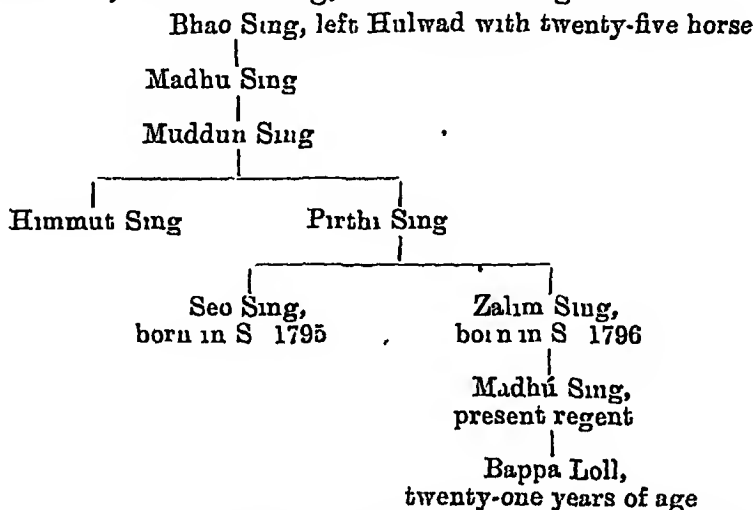 Bhao Sing, left Hulwad with twenty-five horse
Madhu Sing
Muddun Sing
Himmut Sing Pirthi Sing
Seo Sing, Zalim Sing,
born in S 1795 born in S 1796
Madhú Sing,
present regent
Bappa Loll,
twenty-one years of age